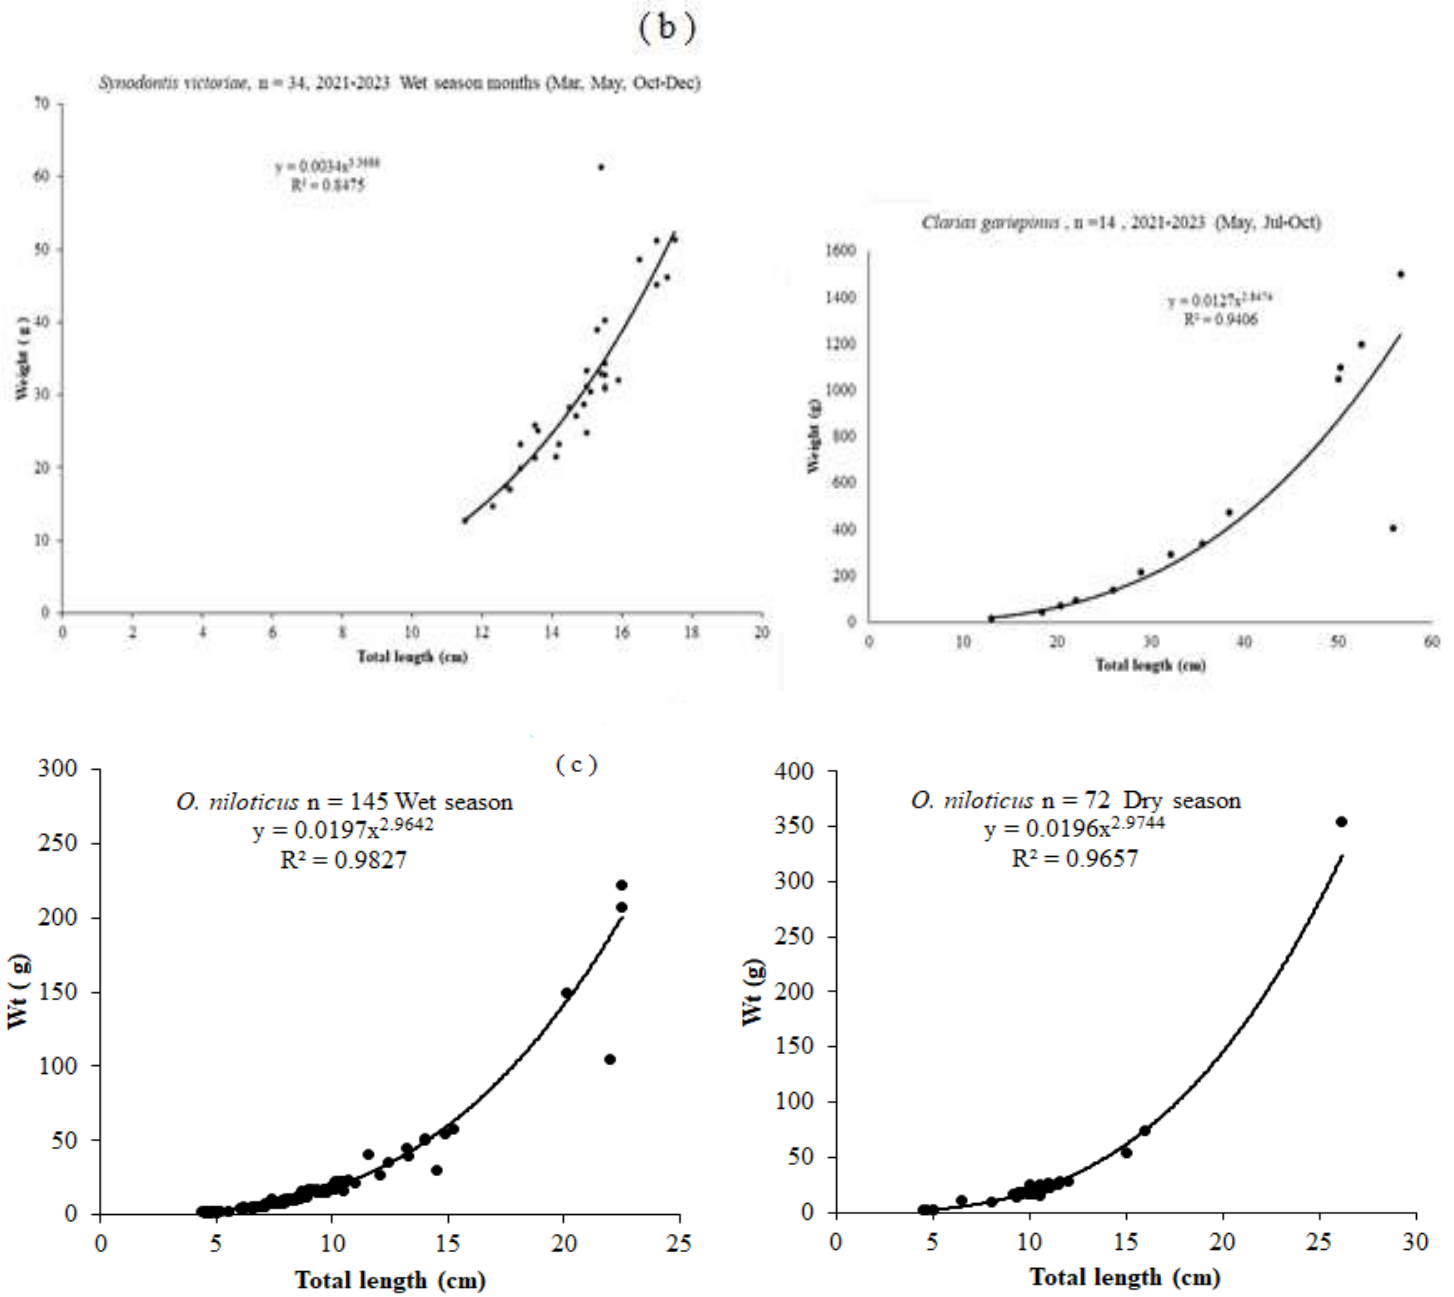 ( b )
Synodontis victoriae, n = 34, 2021-2023 Wet season months (Mar, May, Oct-Dec)
70
60
50
40
30
20
10
0
y =
R² = 0.8475
Weight ( g )
0 2 4 6 8 10 12 14 16 18 20
Total length (cm)
Clarias gariepinus , n =14 , 2021-2023 (May, Jul-Oct)
1600
1400
1200
1000
800
600
400
200
0
y = 0.0127x^2.8474
R² = 0.9406
Weight (g)
0 10 20 30 40 50 60
Total length (cm)
( c )
O. niloticus n = 145 Wet season
y = 0.0197x^2.9642
R² = 0.9827
300
250
200
150
100
50
0
Wt ( g)
0 5 10 15 20 25
Total length (cm)
O. niloticus n = 72 Dry season
y = 0.0196x^2.9744
R² = 0.9657
400
350
300
250
200
150
100
50
0
Wt (g)
0 5 10 15 20 25 30
Total length (cm)